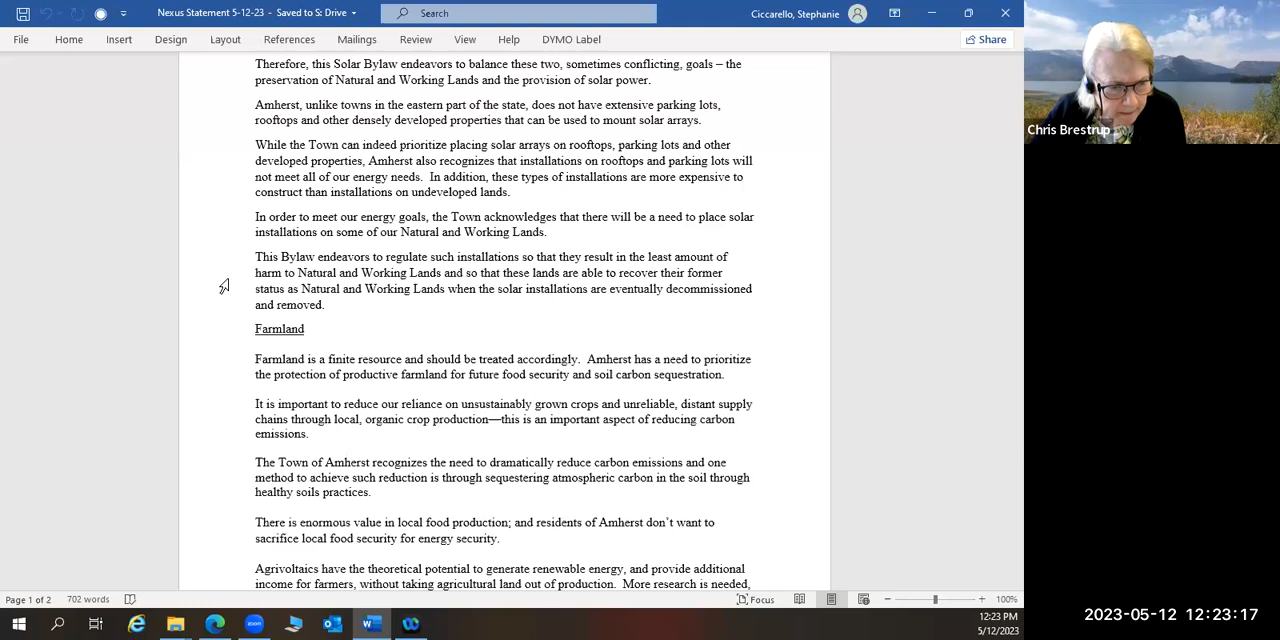 Nexus Statement 5-12-23 - Saved to S: Drive
Search
Ciccarello, Stephanie
File Home Insert Design Layout References Mailings Review View Help DYMO Label
Share
Therefore, this Solar Bylaw endeavors to balance these two, sometimes conflicting, goals – the
preservation of Natural and Working Lands and the provision of solar power.
Amherst, unlike towns in the eastern part of the state, does not have extensive parking lots,
rooftops and other densely developed properties that can be used to mount solar arrays.
While the Town can indeed prioritize placing solar arrays on rooftops, parking lots and other
developed properties, Amherst also recognizes that installations on rooftops and parking lots will
not meet all of our energy needs. In addition, these types of installations are more expensive to
construct than installations on undeveloped lands.
In order to meet our energy goals, the Town acknowledges that there will be a need to place solar
installations on some of our Natural and Working Lands.
This Bylaw endeavors to regulate such installations so that they result in the least amount of
harm to Natural and Working Lands and so that these lands are able to recover their former
status as Natural and Working Lands when the solar installations are eventually decommissioned
and removed.
Farmland
Farmland is a finite resource and should be treated accordingly. Amherst has a need to prioritize
the protection of productive farmland for future food security and soil carbon sequestration.
It is important to reduce our reliance on unsustainably grown crops and unreliable, distant supply
chains through local, organic crop production—this is an important aspect of reducing carbon
emissions.
The Town of Amherst recognizes the need to dramatically reduce carbon emissions and one
method to achieve such reduction is through sequestering atmospheric carbon in the soil through
healthy soils practices.
There is enormous value in local food production; and residents of Amherst don't want to
sacrifice local food security for energy security.
Agrivoltaics have the theoretical potential to generate renewable energy, and provide additional
income for farmers, without taking agricultural land out of production. More research is needed,
Page 1 of 2 702 words
Focus
100%
12:23 PM
5/12/2023
Chris Brestrup
2023-05-12 12:23:17